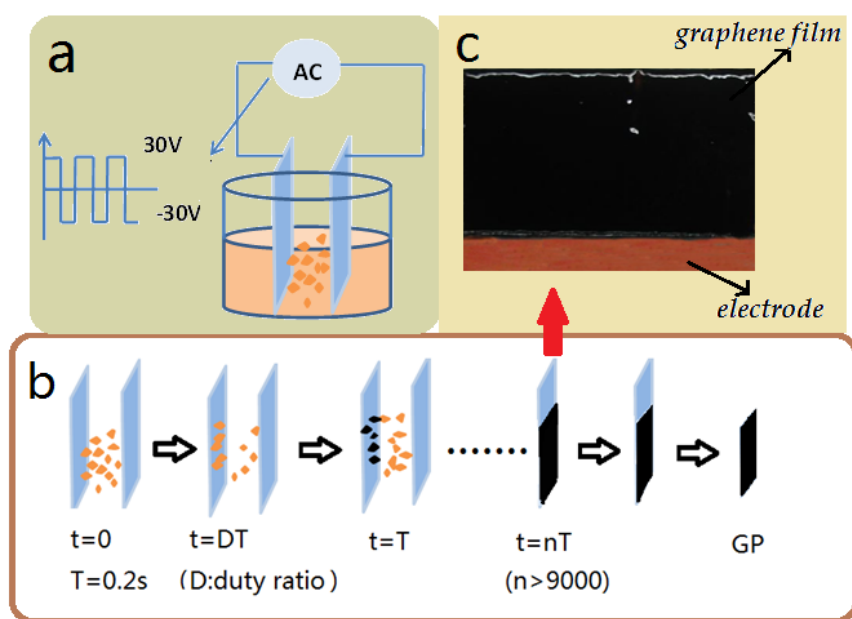 a
AC
30V
-30V
c
graphene film
electrode
b
t=0
T=0.2s
t=DT
(D:duty ratio)
t=T
.......
t=nT
(n>9000)
GP